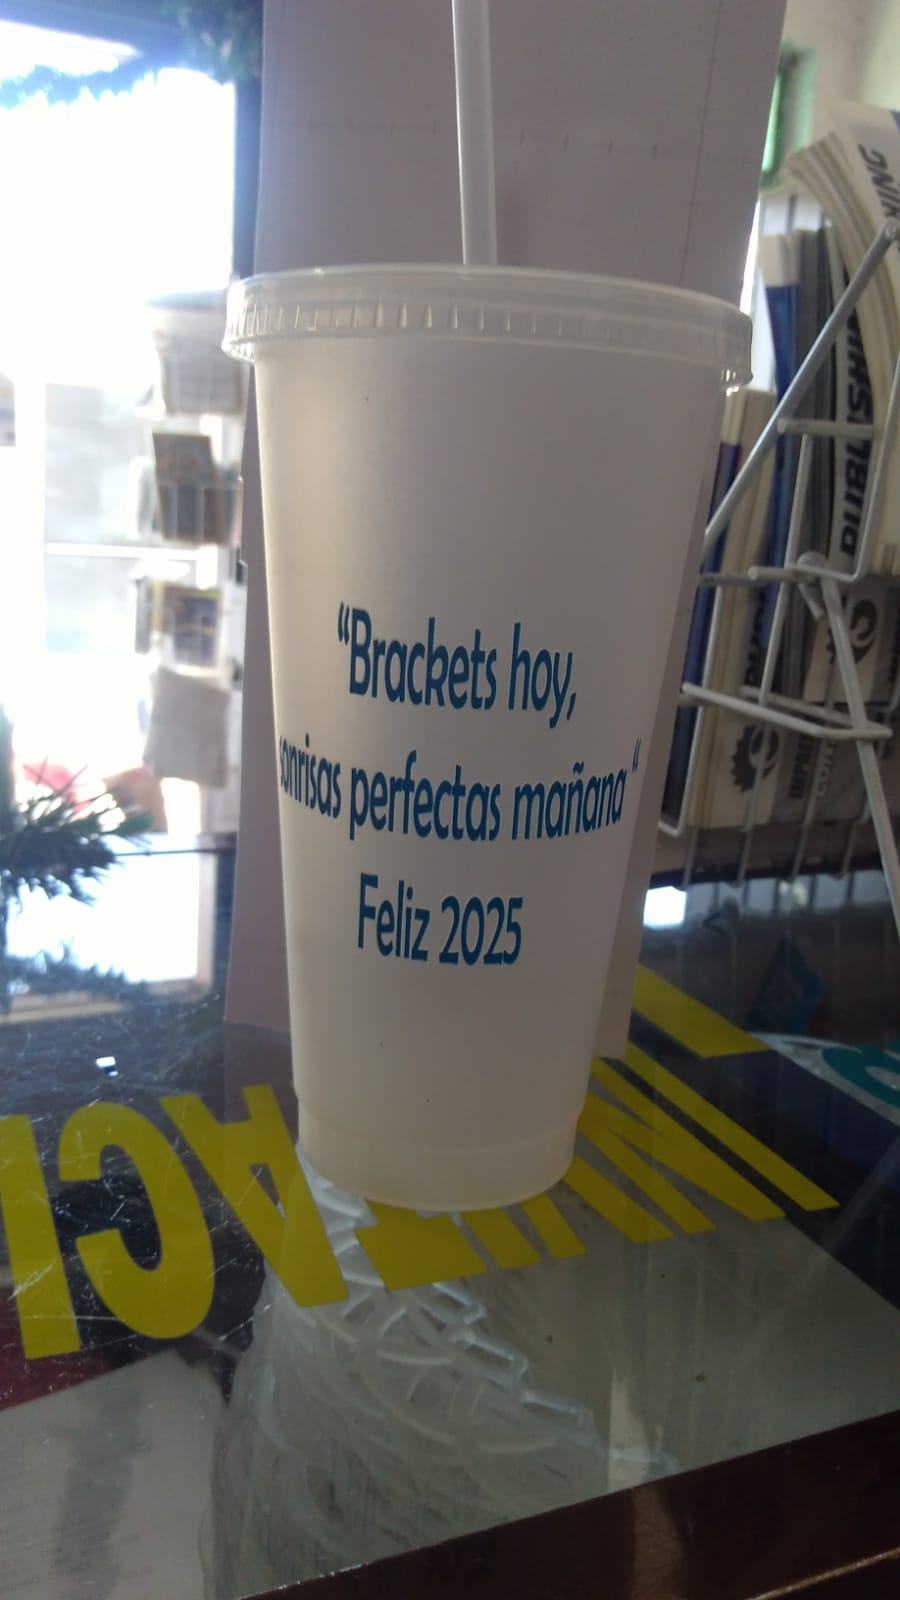 “Brackets hoy,
sonrisas perfectas mañana“
Feliz 2025
PUBLISHING